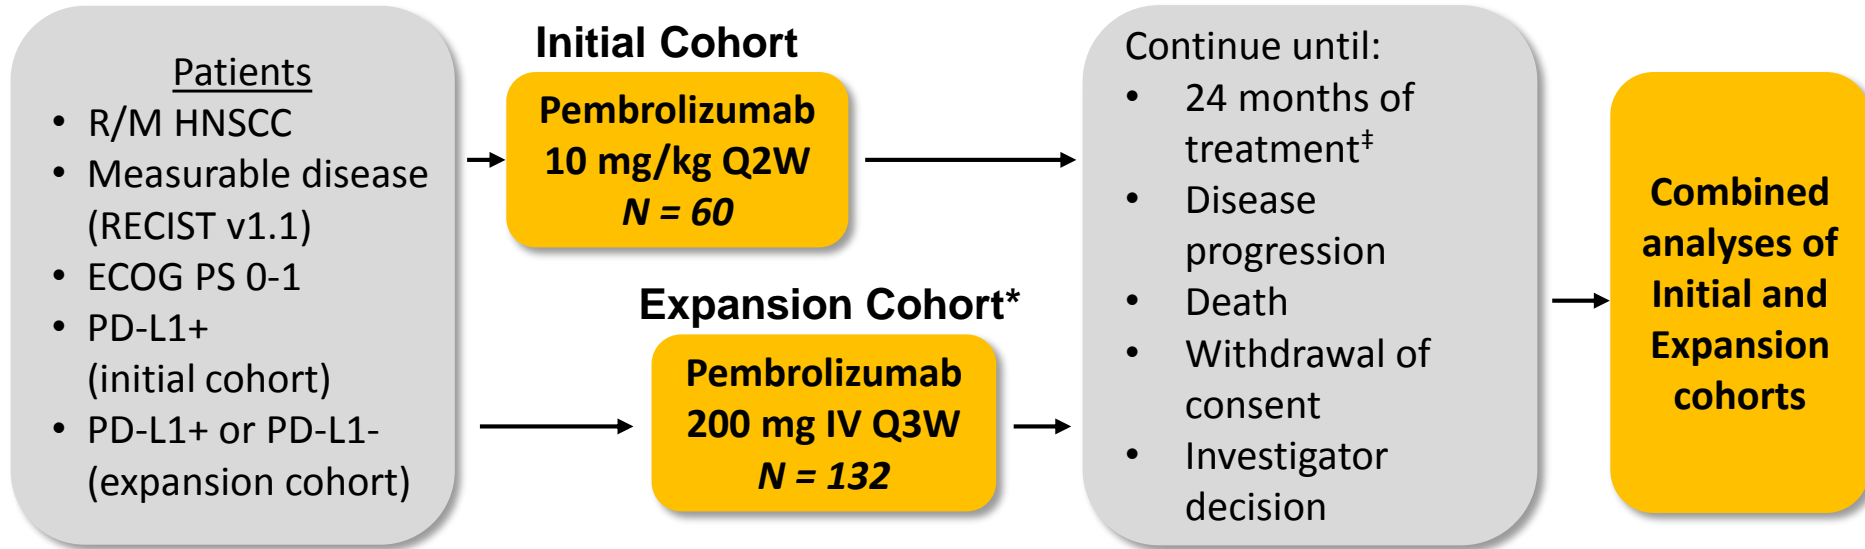 Patients
• R/M HNSCC
• Measurable disease
(RECIST v1.1)
• ECOG PS 0-1
• PD-L1+
(initial cohort)
• PD-L1+ or PD-L1-
(expansion cohort)
Initial Cohort
Pembrolizumab
10 mg/kg Q2W
N = 60
Expansion Cohort*
Pembrolizumab
200 mg IV Q3W
N = 132
Continue until:
• 24 months of
treatment‡
• Disease
progression
• Death
• Withdrawal of
consent
• Investigator
decision
Combined
analyses of
Initial and
Expansion
cohorts